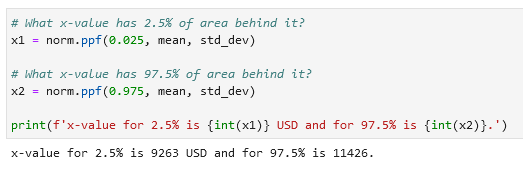 # What x-value has 2.5% of area behind it?
x1 = norm.ppf(0.025, mean, std_dev)
# What x-value has 97.5% of area behind it?
x2 = norm.ppf(0.975, mean, std_dev)
print(f'x-value for 2.5% is {int(x1)} USD and for 97.5% is {int(x2)}.')
x-value for 2.5% is 9263 USD and for 97.5% is 11426.